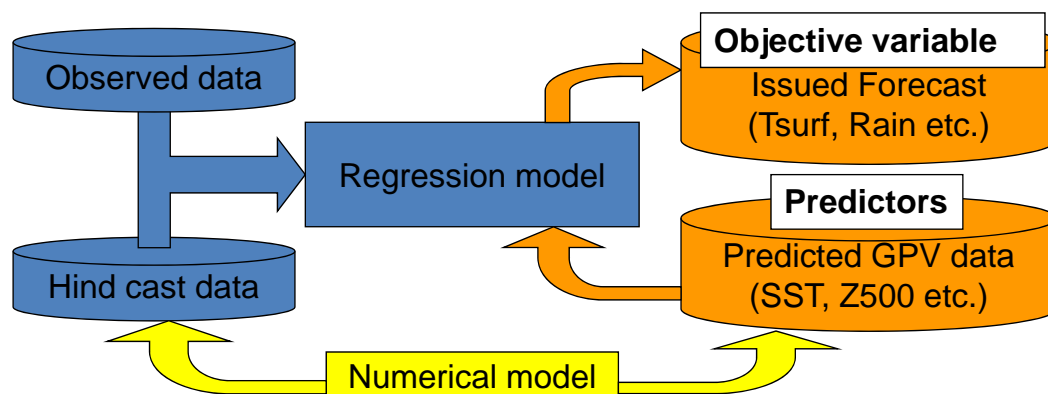 Observed data
Hind cast data
Regression model
Objective variable
Issued Forecast
(Tsurf, Rain etc.)
Predictors
Predicted GPV data
(SST, Z500 etc.)
Numerical model